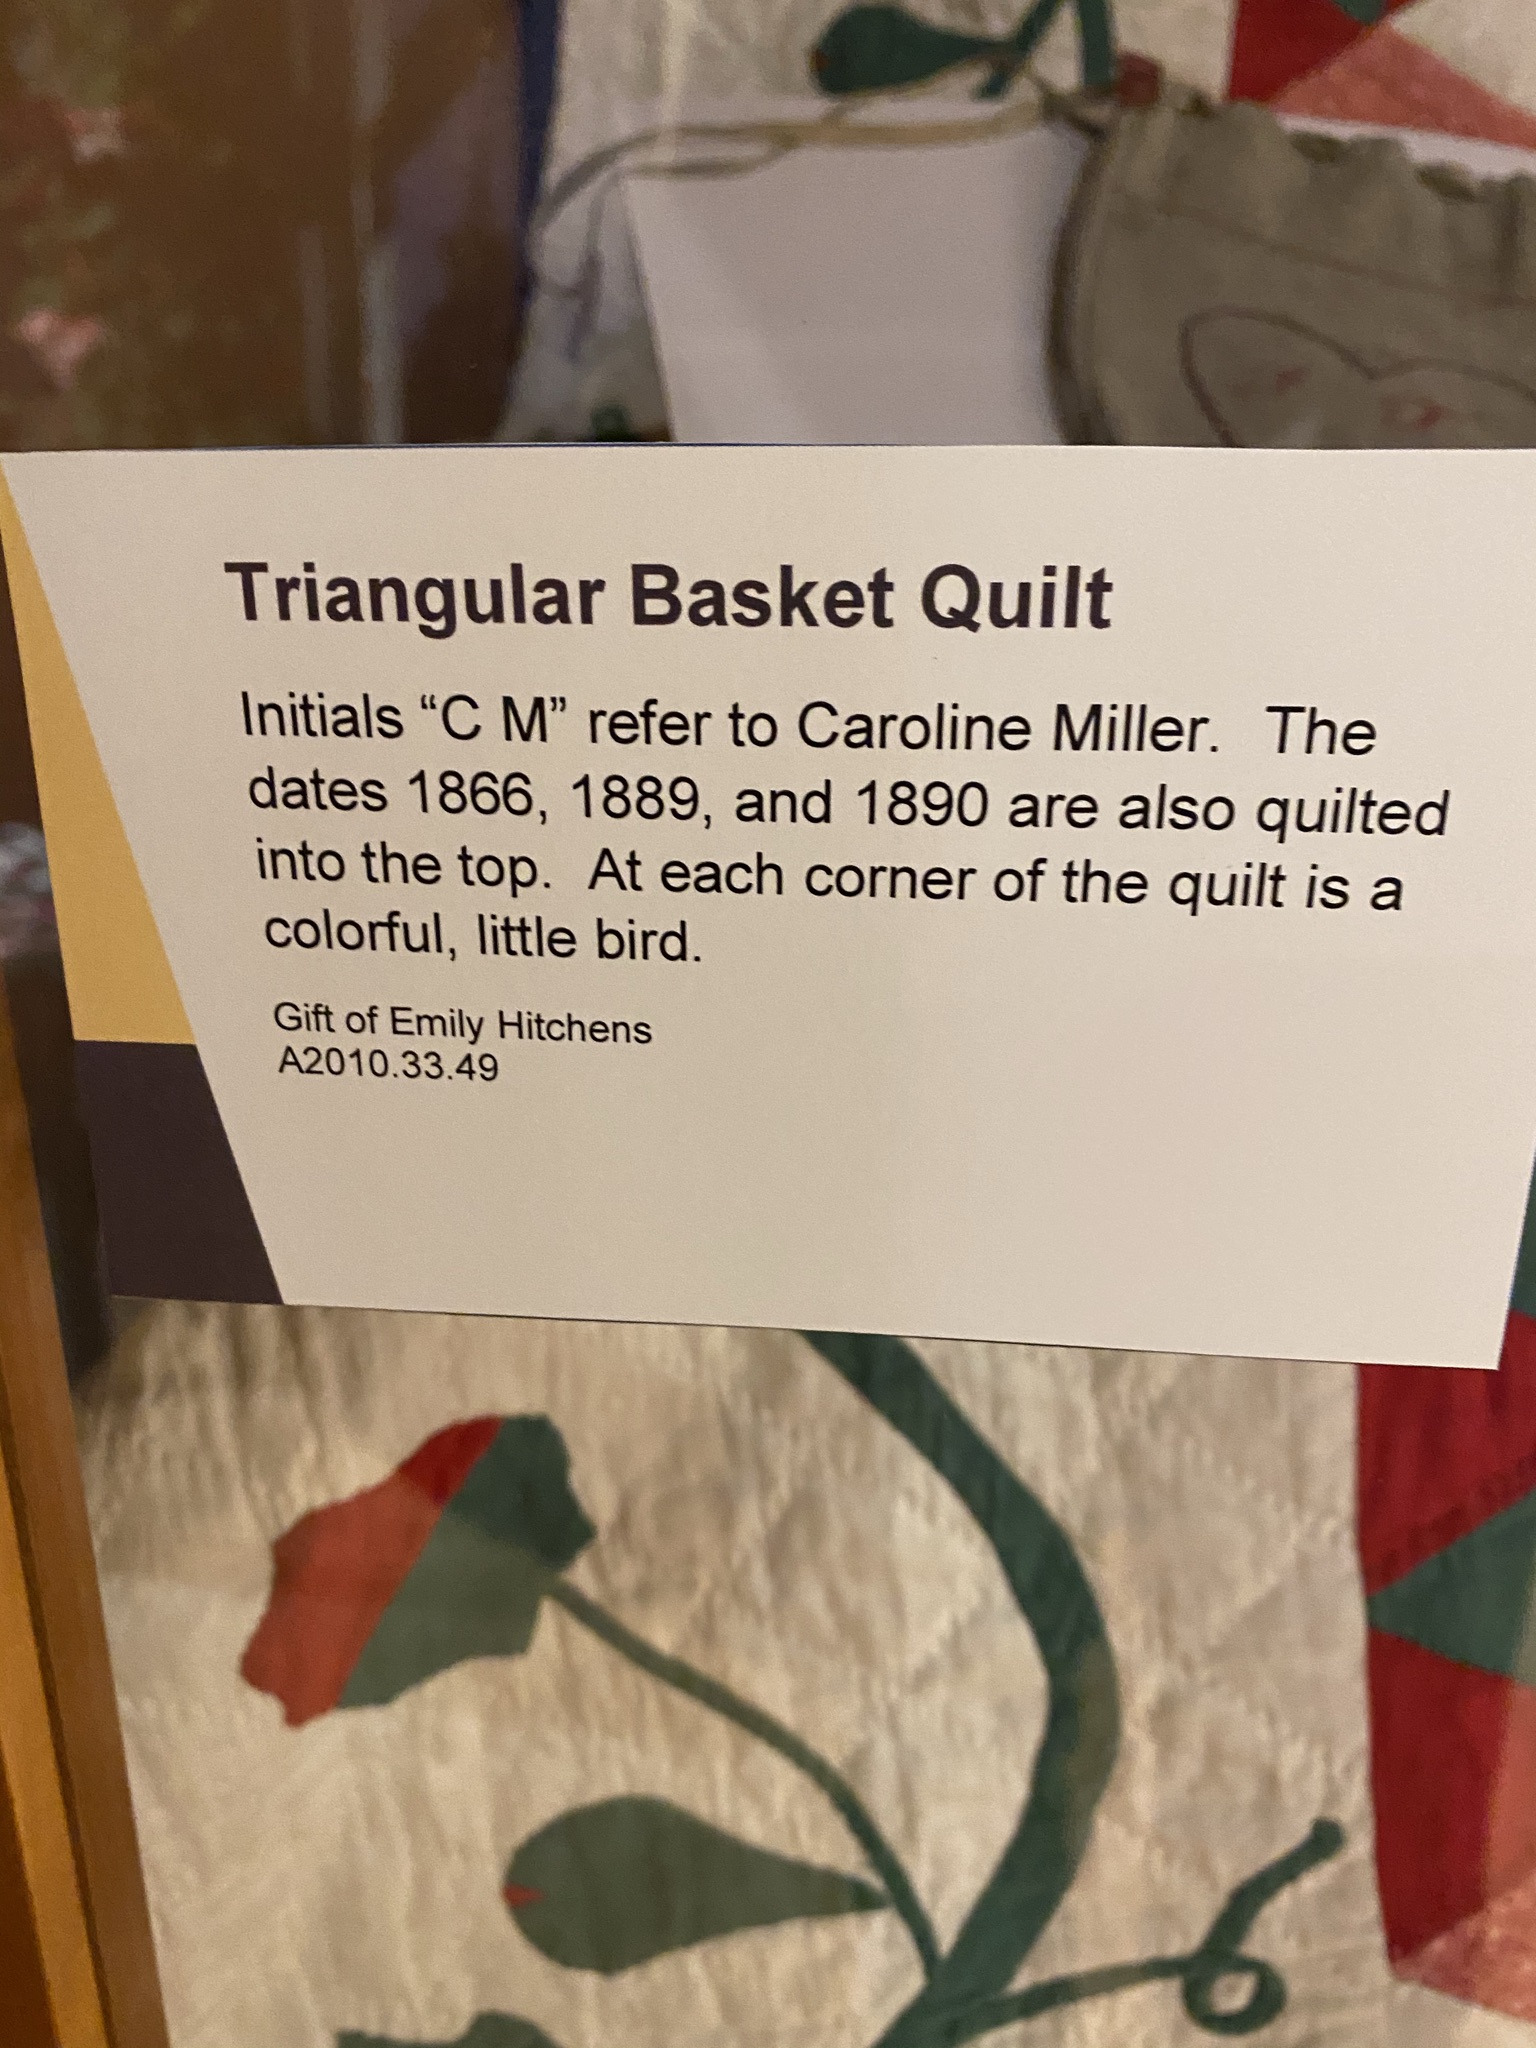 Triangular Basket Quilt
Initials “C M” refer to Caroline Miller.  The
dates 1866, 1889, and 1890 are also quilted
into the top.  At each corner of the quilt is a
colorful, little bird.
Gift of Emily Hitchens
A2010.33.49